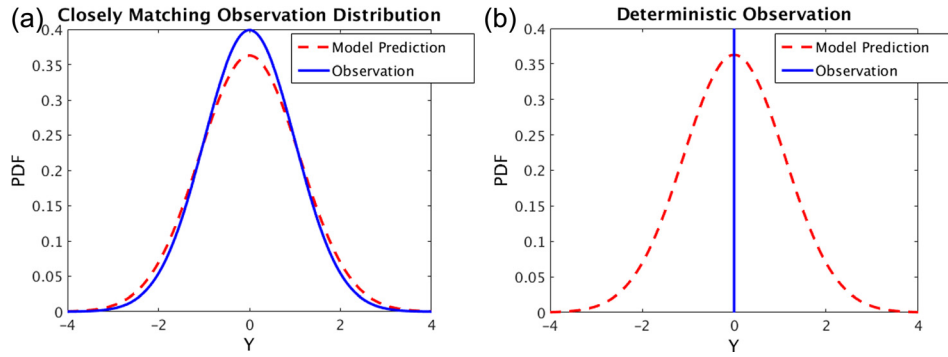 (a)
Closely Matching Observation Distribution
0.4
0.35
0.3
0.25
0.2
0.15
0.1
0.05
0
PDF
Model Prediction
Observation
-4
-2
0
2
4
Y
(b)
Deterministic Observation
0.4
0.35
0.3
0.25
0.2
0.15
0.1
0.05
0
PDF
Model Prediction
Observation
-4
-2
0
2
4
Y